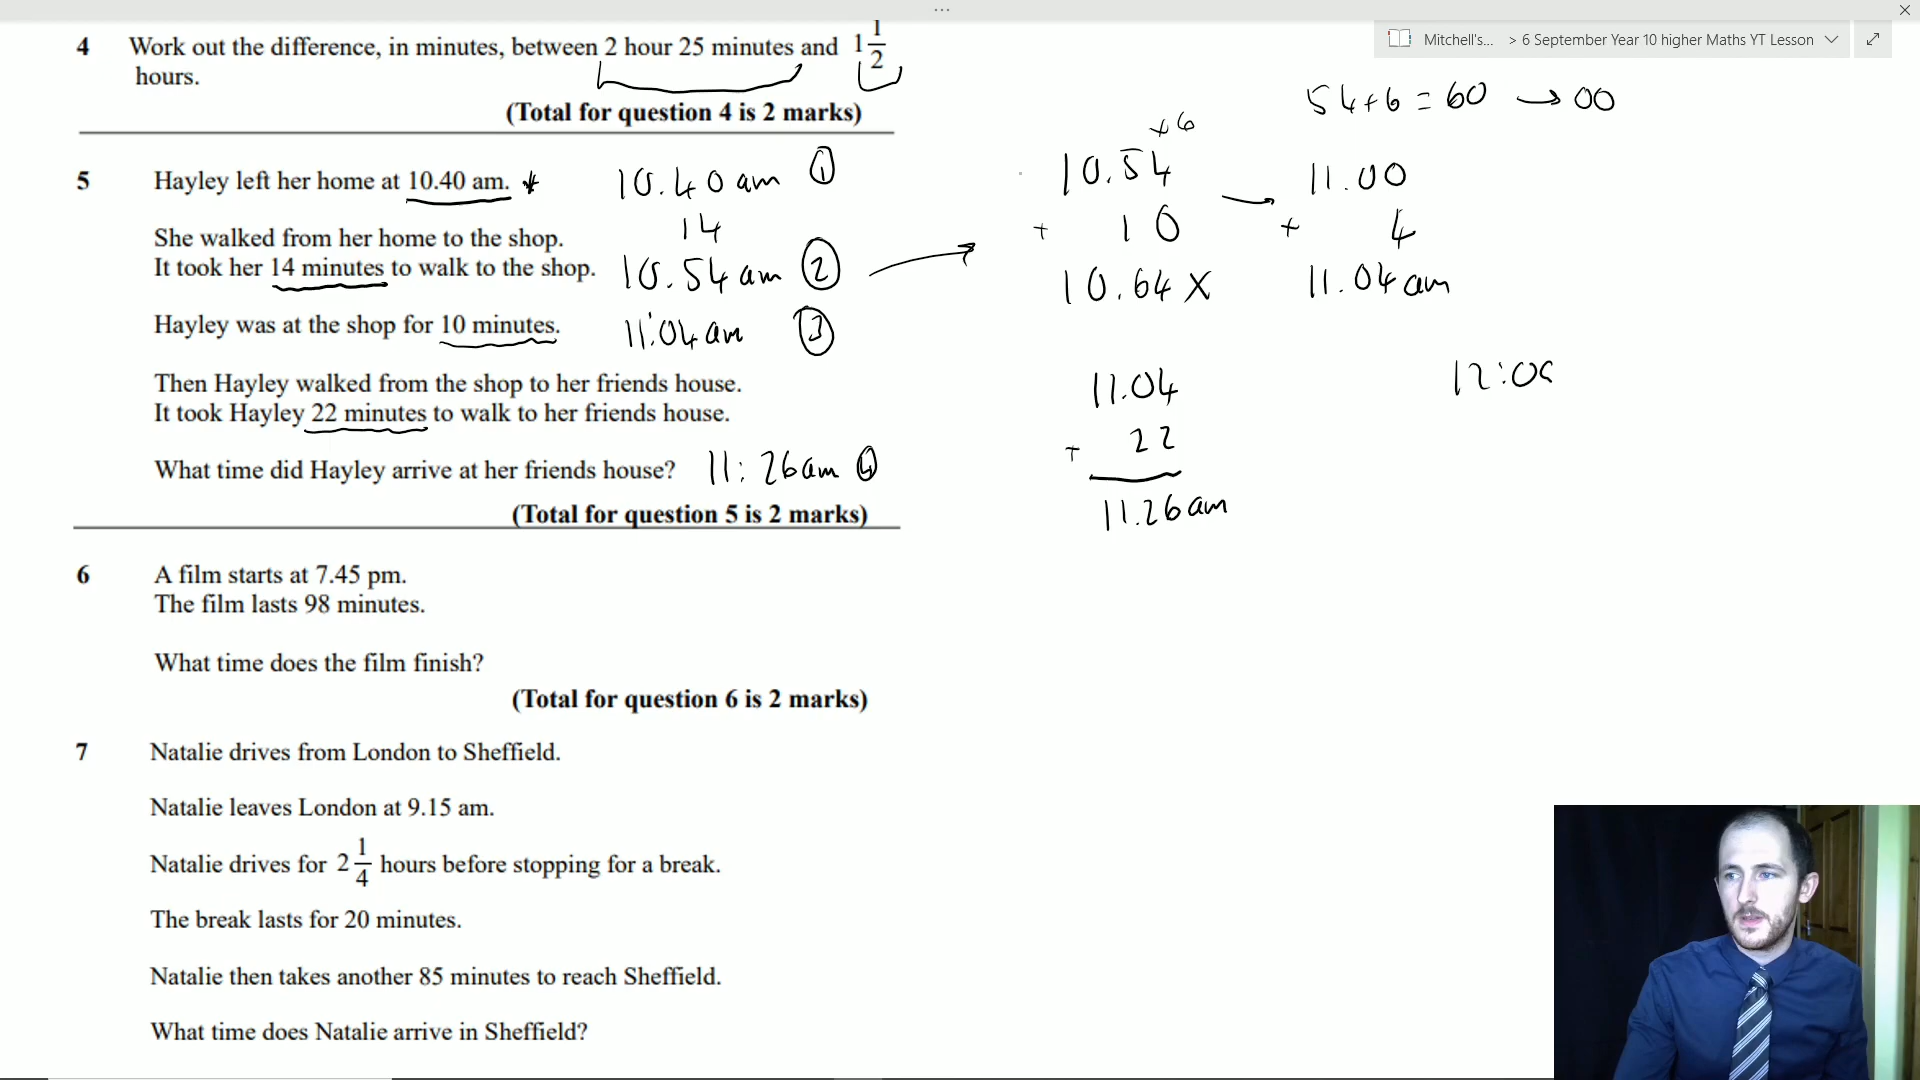 Mitchell's... > 6 September Year 10 higher Maths YT Lesson
4 Work out the difference, in minutes, between 2 hour 25 minutes and 1 1/2
hours.
(Total for question 4 is 2 marks)
54+6 = 60 → 00
5 Hayley left her home at 10.40 am. * 10.40 am ①
She walked from her home to the shop. 14
It took her 14 minutes to walk to the shop. 10.54 am ②
Hayley was at the shop for 10 minutes. 11:04 am ③
Then Hayley walked from the shop to her friends house.
It took Hayley 22 minutes to walk to her friends house.
What time did Hayley arrive at her friends house? 11:26 am ④
(Total for question 5 is 2 marks)
+6
10.54
+ 10
10.64 X
11.00
+ 4
11.04 am
11.04
+ 22
11.26 am
6 A film starts at 7.45 pm.
The film lasts 98 minutes.
What time does the film finish?
(Total for question 6 is 2 marks)
7 Natalie drives from London to Sheffield.
Natalie leaves London at 9.15 am.
Natalie drives for 2 1/4 hours before stopping for a break.
The break lasts for 20 minutes.
Natalie then takes another 85 minutes to reach Sheffield.
What time does Natalie arrive in Sheffield?